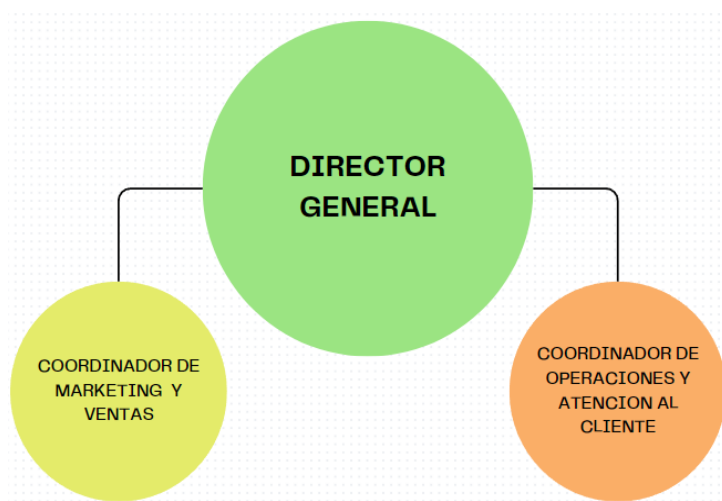 DIRECTOR
GENERAL
COORDINADOR DE
MARKETING Y
VENTAS
COORDINADOR DE
OPERACIONES Y
ATENCION AL
CLIENTE